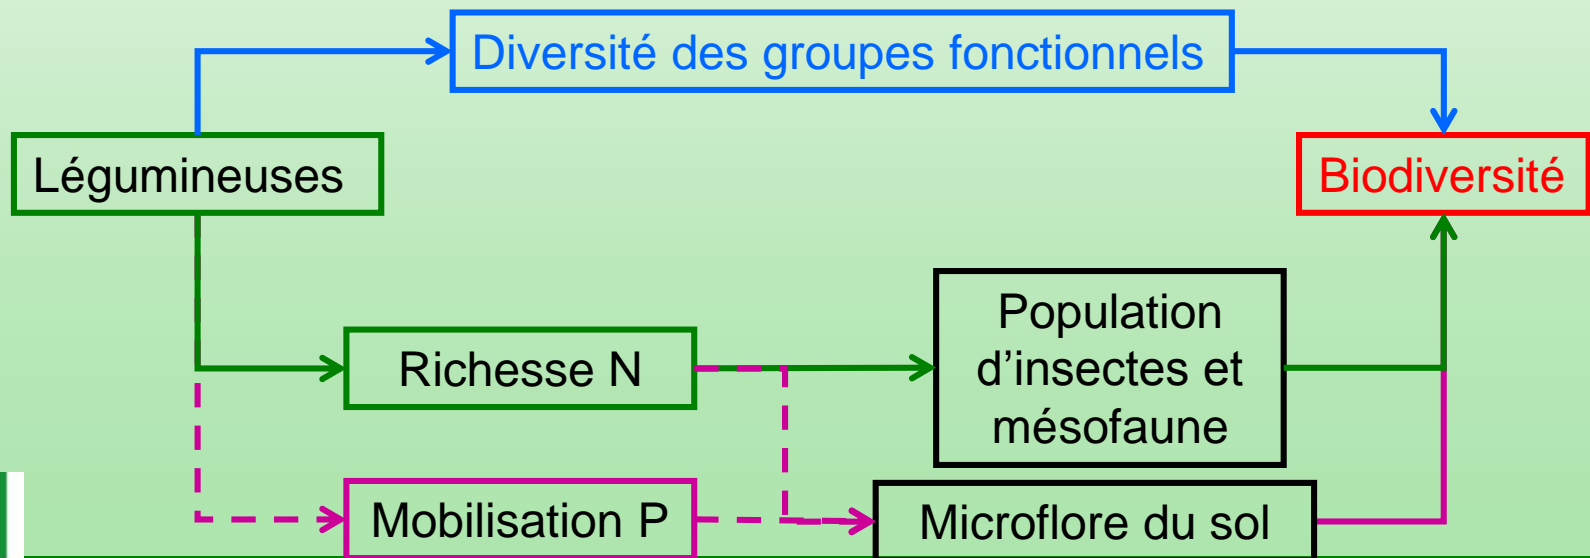 Diversité des groupes fonctionnels
Légumineuses
Biodiversité
Richesse N
Population
d'insectes et
mésofaune
Mobilisation P
Microflore du sol